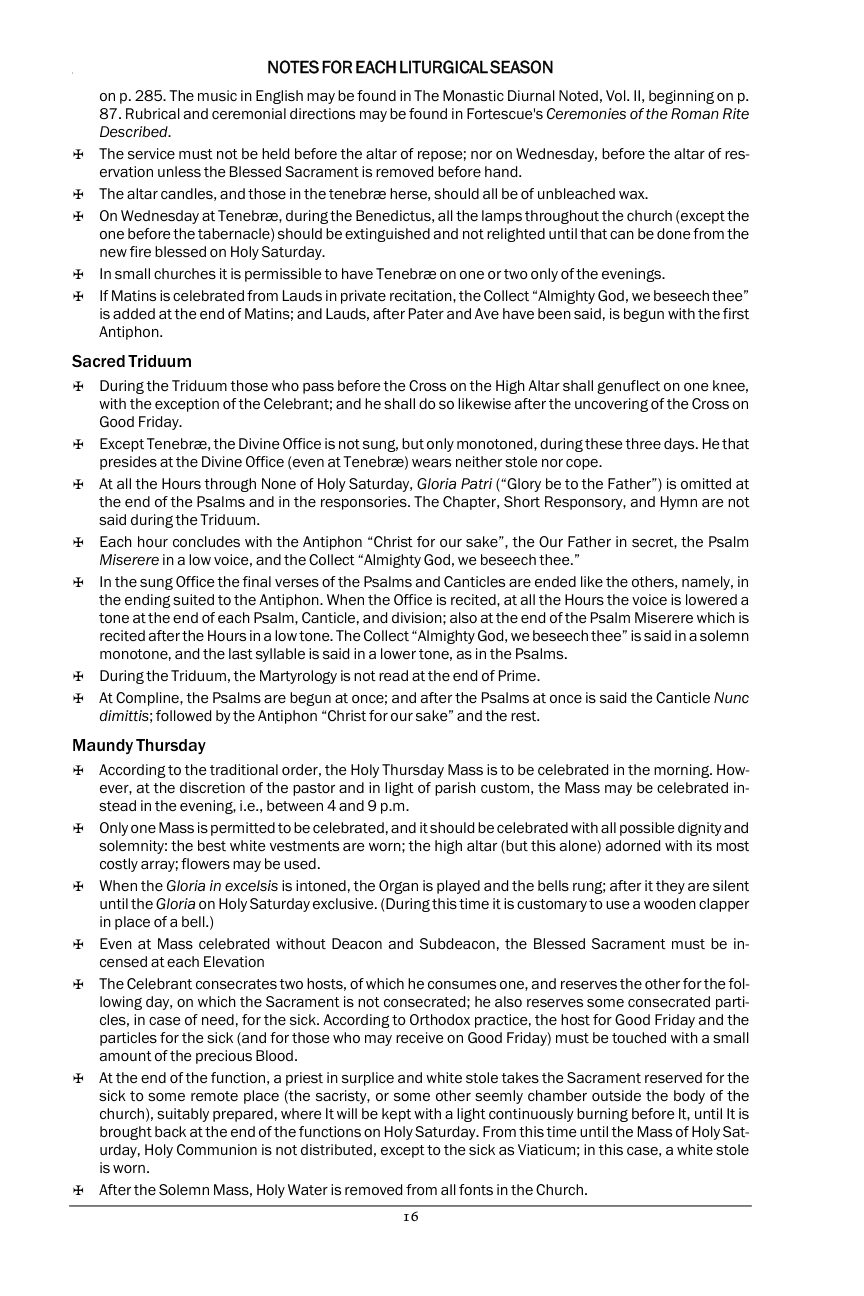 NOTES FOR EACH LITURGICAL SEASON
on p. 285. The music in English may be found in The Monastic Diurnal Noted, Vol. II, beginning on p.
87. Rubrical and ceremonial directions may be found in Fortescue's Ceremonies of the Roman Rite
Described.
✠ The service must not be held before the altar of repose; nor on Wednesday, before the altar of res-
ervation unless the Blessed Sacrament is removed before hand.
✠ The altar candles, and those in the tenebræ herse, should all be of unbleached wax.
✠ On Wednesday at Tenebræ, during the Benedictus, all the lamps throughout the church (except the
one before the tabernacle) should be extinguished and not relighted until that can be done from the
new fire blessed on Holy Saturday.
✠ In small churches it is permissible to have Tenebræ on one or two only of the evenings.
✠ If Matins is celebrated from Lauds in private recitation, the Collect “Almighty God, we beseech thee”
is added at the end of Matins; and Lauds, after Pater and Ave have been said, is begun with the first
Antiphon.
Sacred Triduum
✠ During the Triduum those who pass before the Cross on the High Altar shall genuflect on one knee,
with the exception of the Celebrant; and he shall do so likewise after the uncovering of the Cross on
Good Friday.
✠ Except Tenebræ, the Divine Office is not sung, but only monotoned, during these three days. He that
presides at the Divine Office (even at Tenebræ) wears neither stole nor cope.
✠ At all the Hours through None of Holy Saturday, Gloria Patri (“Glory be to the Father”) is omitted at
the end of the Psalms and in the responsories. The Chapter, Short Responsory, and Hymn are not
said during the Triduum.
✠ Each hour concludes with the Antiphon “Christ for our sake”, the Our Father in secret, the Psalm
Miserere in a low voice, and the Collect “Almighty God, we beseech thee.”
✠ In the sung Office the final verses of the Psalms and Canticles are ended like the others, namely, in
the ending suited to the Antiphon. When the Office is recited, at all the Hours the voice is lowered a
tone at the end of each Psalm, Canticle, and division; also at the end of the Psalm Miserere which is
recited after the Hours in a low tone. The Collect “Almighty God, we beseech thee” is said in a solemn
monotone, and the last syllable is said in a lower tone, as in the Psalms.
✠ During the Triduum, the Martyrology is not read at the end of Prime.
✠ At Compline, the Psalms are begun at once; and after the Psalms at once is said the Canticle Nunc
dimittis; followed by the Antiphon “Christ for our sake” and the rest.
Maundy Thursday
✠ According to the traditional order, the Holy Thursday Mass is to be celebrated in the morning. How-
ever, at the discretion of the pastor and in light of parish custom, the Mass may be celebrated in-
stead in the evening, i.e., between 4 and 9 p.m.
✠ Only one Mass is permitted to be celebrated, and it should be celebrated with all possible dignity and
solemnity: the best white vestments are worn; the high altar (but this alone) adorned with its most
costly array; flowers may be used.
✠ When the Gloria in excelsis is intoned, the Organ is played and the bells rung; after it they are silent
until the Gloria on Holy Saturday exclusive. (During this time it is customary to use a wooden clapper
in place of a bell.)
✠ Even at Mass celebrated without Deacon and Subdeacon, the Blessed Sacrament must be in-
censed at each Elevation
✠ The Celebrant consecrates two hosts, of which he consumes one, and reserves the other for the fol-
lowing day, on which the Sacrament is not consecrated; he also reserves some consecrated parti-
cles, in case of need, for the sick. According to Orthodox practice, the host for Good Friday and the
particles for the sick (and for those who may receive on Good Friday) must be touched with a small
amount of the precious Blood.
✠ At the end of the function, a priest in surplice and white stole takes the Sacrament reserved for the
sick to some remote place (the sacristy, or some other seemly chamber outside the body of the
church), suitably prepared, where It will be kept with a light continuously burning before It, until It is
brought back at the end of the functions on Holy Saturday. From this time until the Mass of Holy Sat-
urday, Holy Communion is not distributed, except to the sick as Viaticum; in this case, a white stole
is worn.
✠ After the Solemn Mass, Holy Water is removed from all fonts in the Church.
16